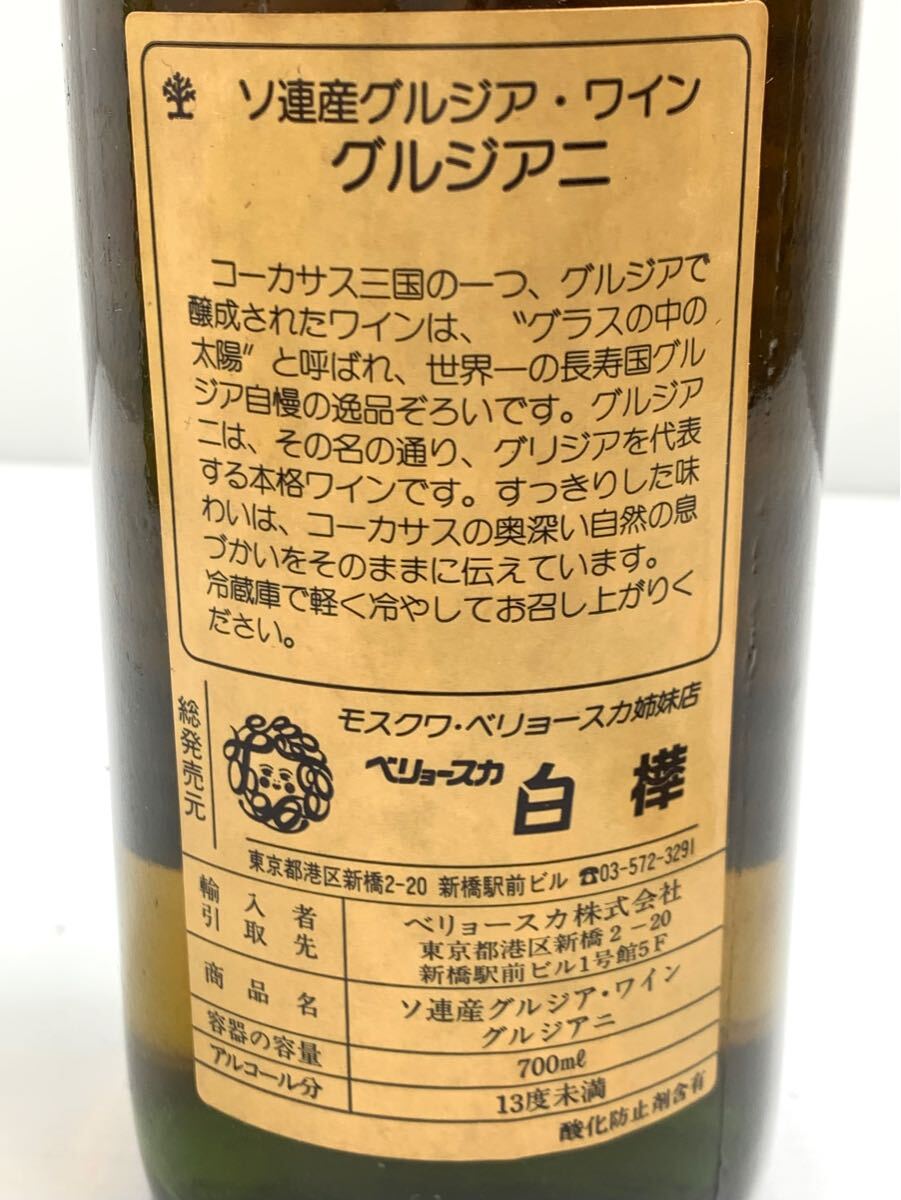 ソ連産グルジア・ワイン
グルジアニ
コーカサス三国の一つ、グルジアで
醸成されたワインは、〝グラスの中の
太陽〟と呼ばれ、世界一の長寿国グル
ジア自慢の逸品ぞろいです。グルジア
ニは、その名の通り、グリジアを代表
する本格ワインです。すっきりした味
わいは、コーカサスの奥深い自然の息
づかいをそのままに伝えています。
冷蔵庫で軽く冷やしてお召し上がりく
ださい。
総発売元
モスクワ・ベリョースカ姉妹店
ベリョースカ 白樺
東京都港区新橋2-20 新橋駅前ビル ☎03-572-3291
輸入者
引取先
ベリョースカ株式会社
東京都港区新橋2-20
新橋駅前ビル1号館5F
商品名
ソ連産グルジア・ワイン
グルジアニ
容器の容量
700mℓ
アルコール分
13度未満
酸化防止剤含有